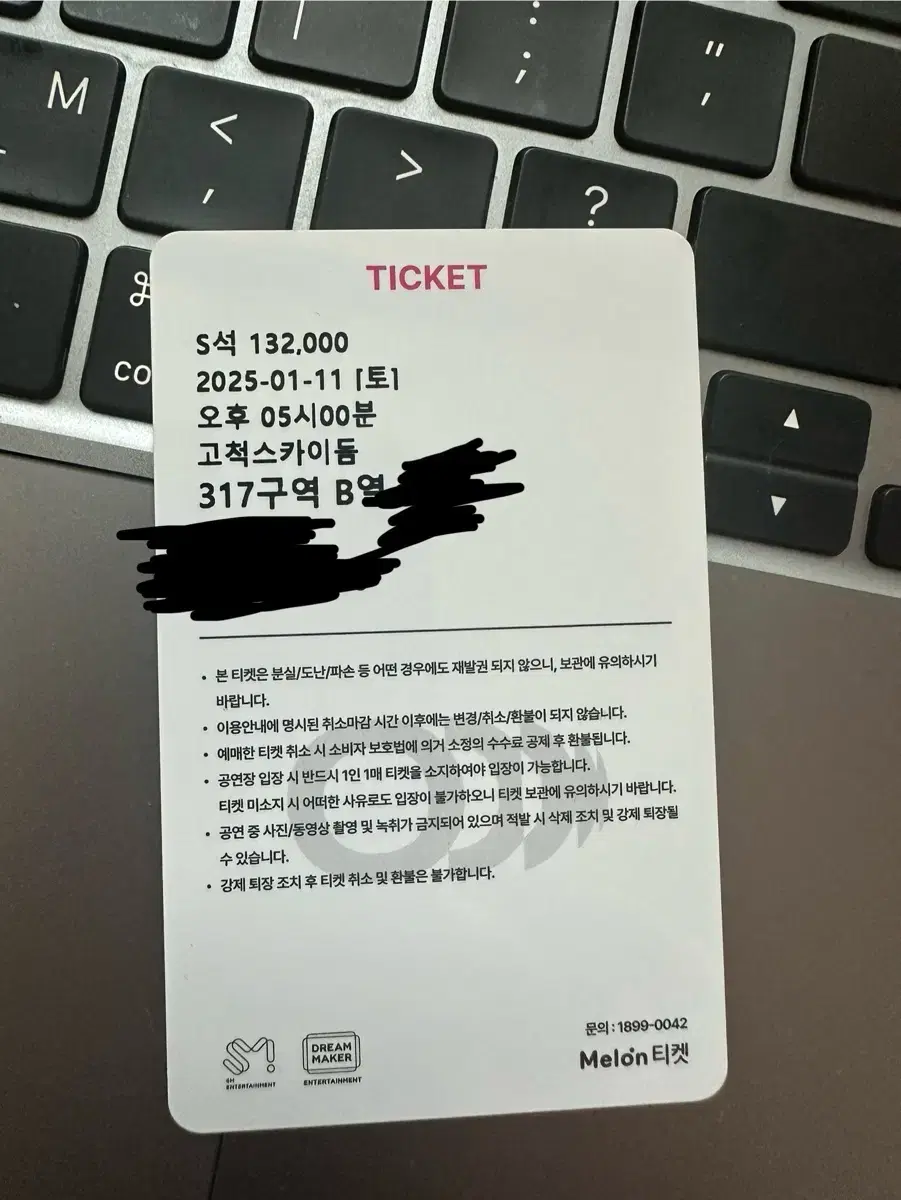 M
<
,
>
;
"
'
?
⌘
co
▲
▼
TICKET
S석 132,000
2025-01-11 [토]
오후 05시00분
고척스카이돔
317구역 B열
• 본 티켓은 분실/도난/파손 등 어떤 경우에도 재발권 되지 않으니, 보관에 유의하시기
바랍니다.
• 이용안내에 명시된 취소마감 시간 이후에는 변경/취소/환불이 되지 않습니다.
• 예매한 티켓 취소 시 소비자 보호법에 의거 소정의 수수료 공제 후 환불됩니다.
• 공연장 입장 시 반드시 1인 1매 티켓을 소지하여야 입장이 가능합니다.
티켓 미소지 시 어떠한 사유로도 입장이 불가하오니 티켓 보관에 유의하시기 바랍니다.
• 공연 중 사진/동영상 촬영 및 녹취가 금지되어 있으며 적발 시 삭제 조치 및 강제 퇴장될
수 있습니다.
• 강제 퇴장 조치 후 티켓 취소 및 환불은 불가합니다.
SM
SM
ENTERTAINMENT
DREAM
MAKER
ENTERTAINMENT
문의 : 1899-0042
Melon 티켓